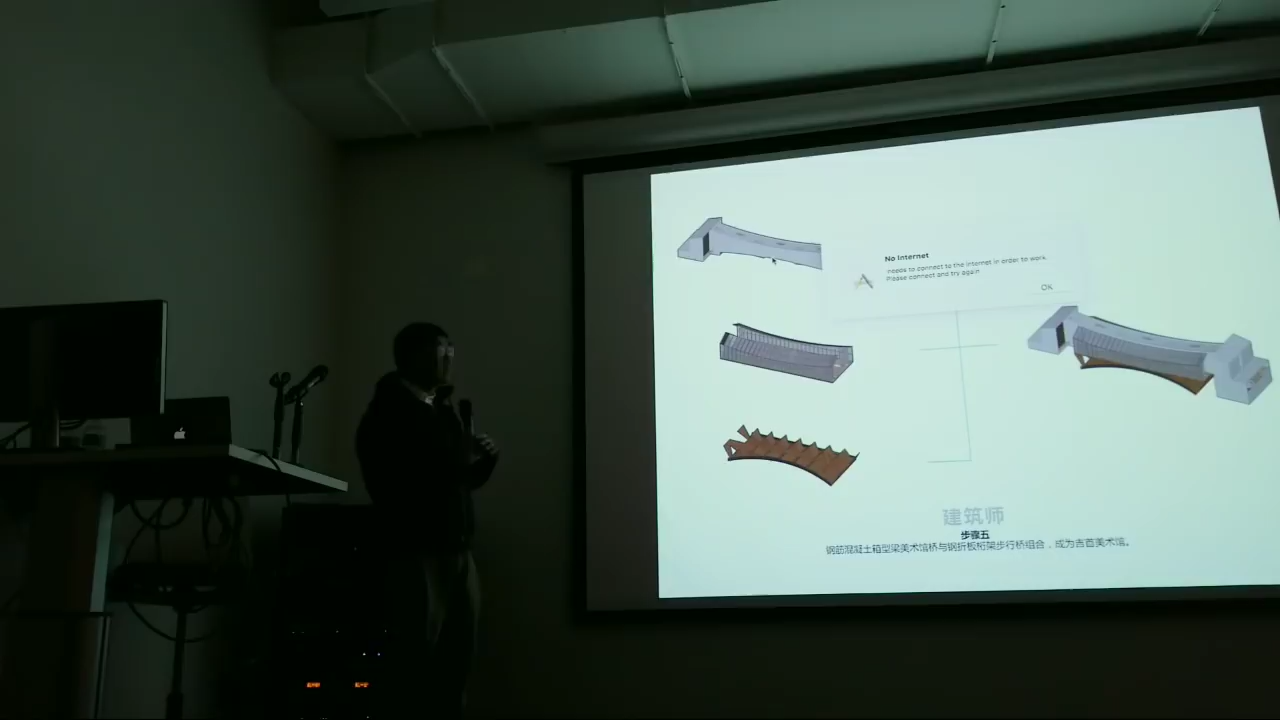 No Internet
needs to connect to the internet in order to work.
Please connect and try again
OK
建筑师
步骤五
钢筋混凝土箱型梁美术馆桥与钢折板桁架步行桥组合，成为吉首美术馆。